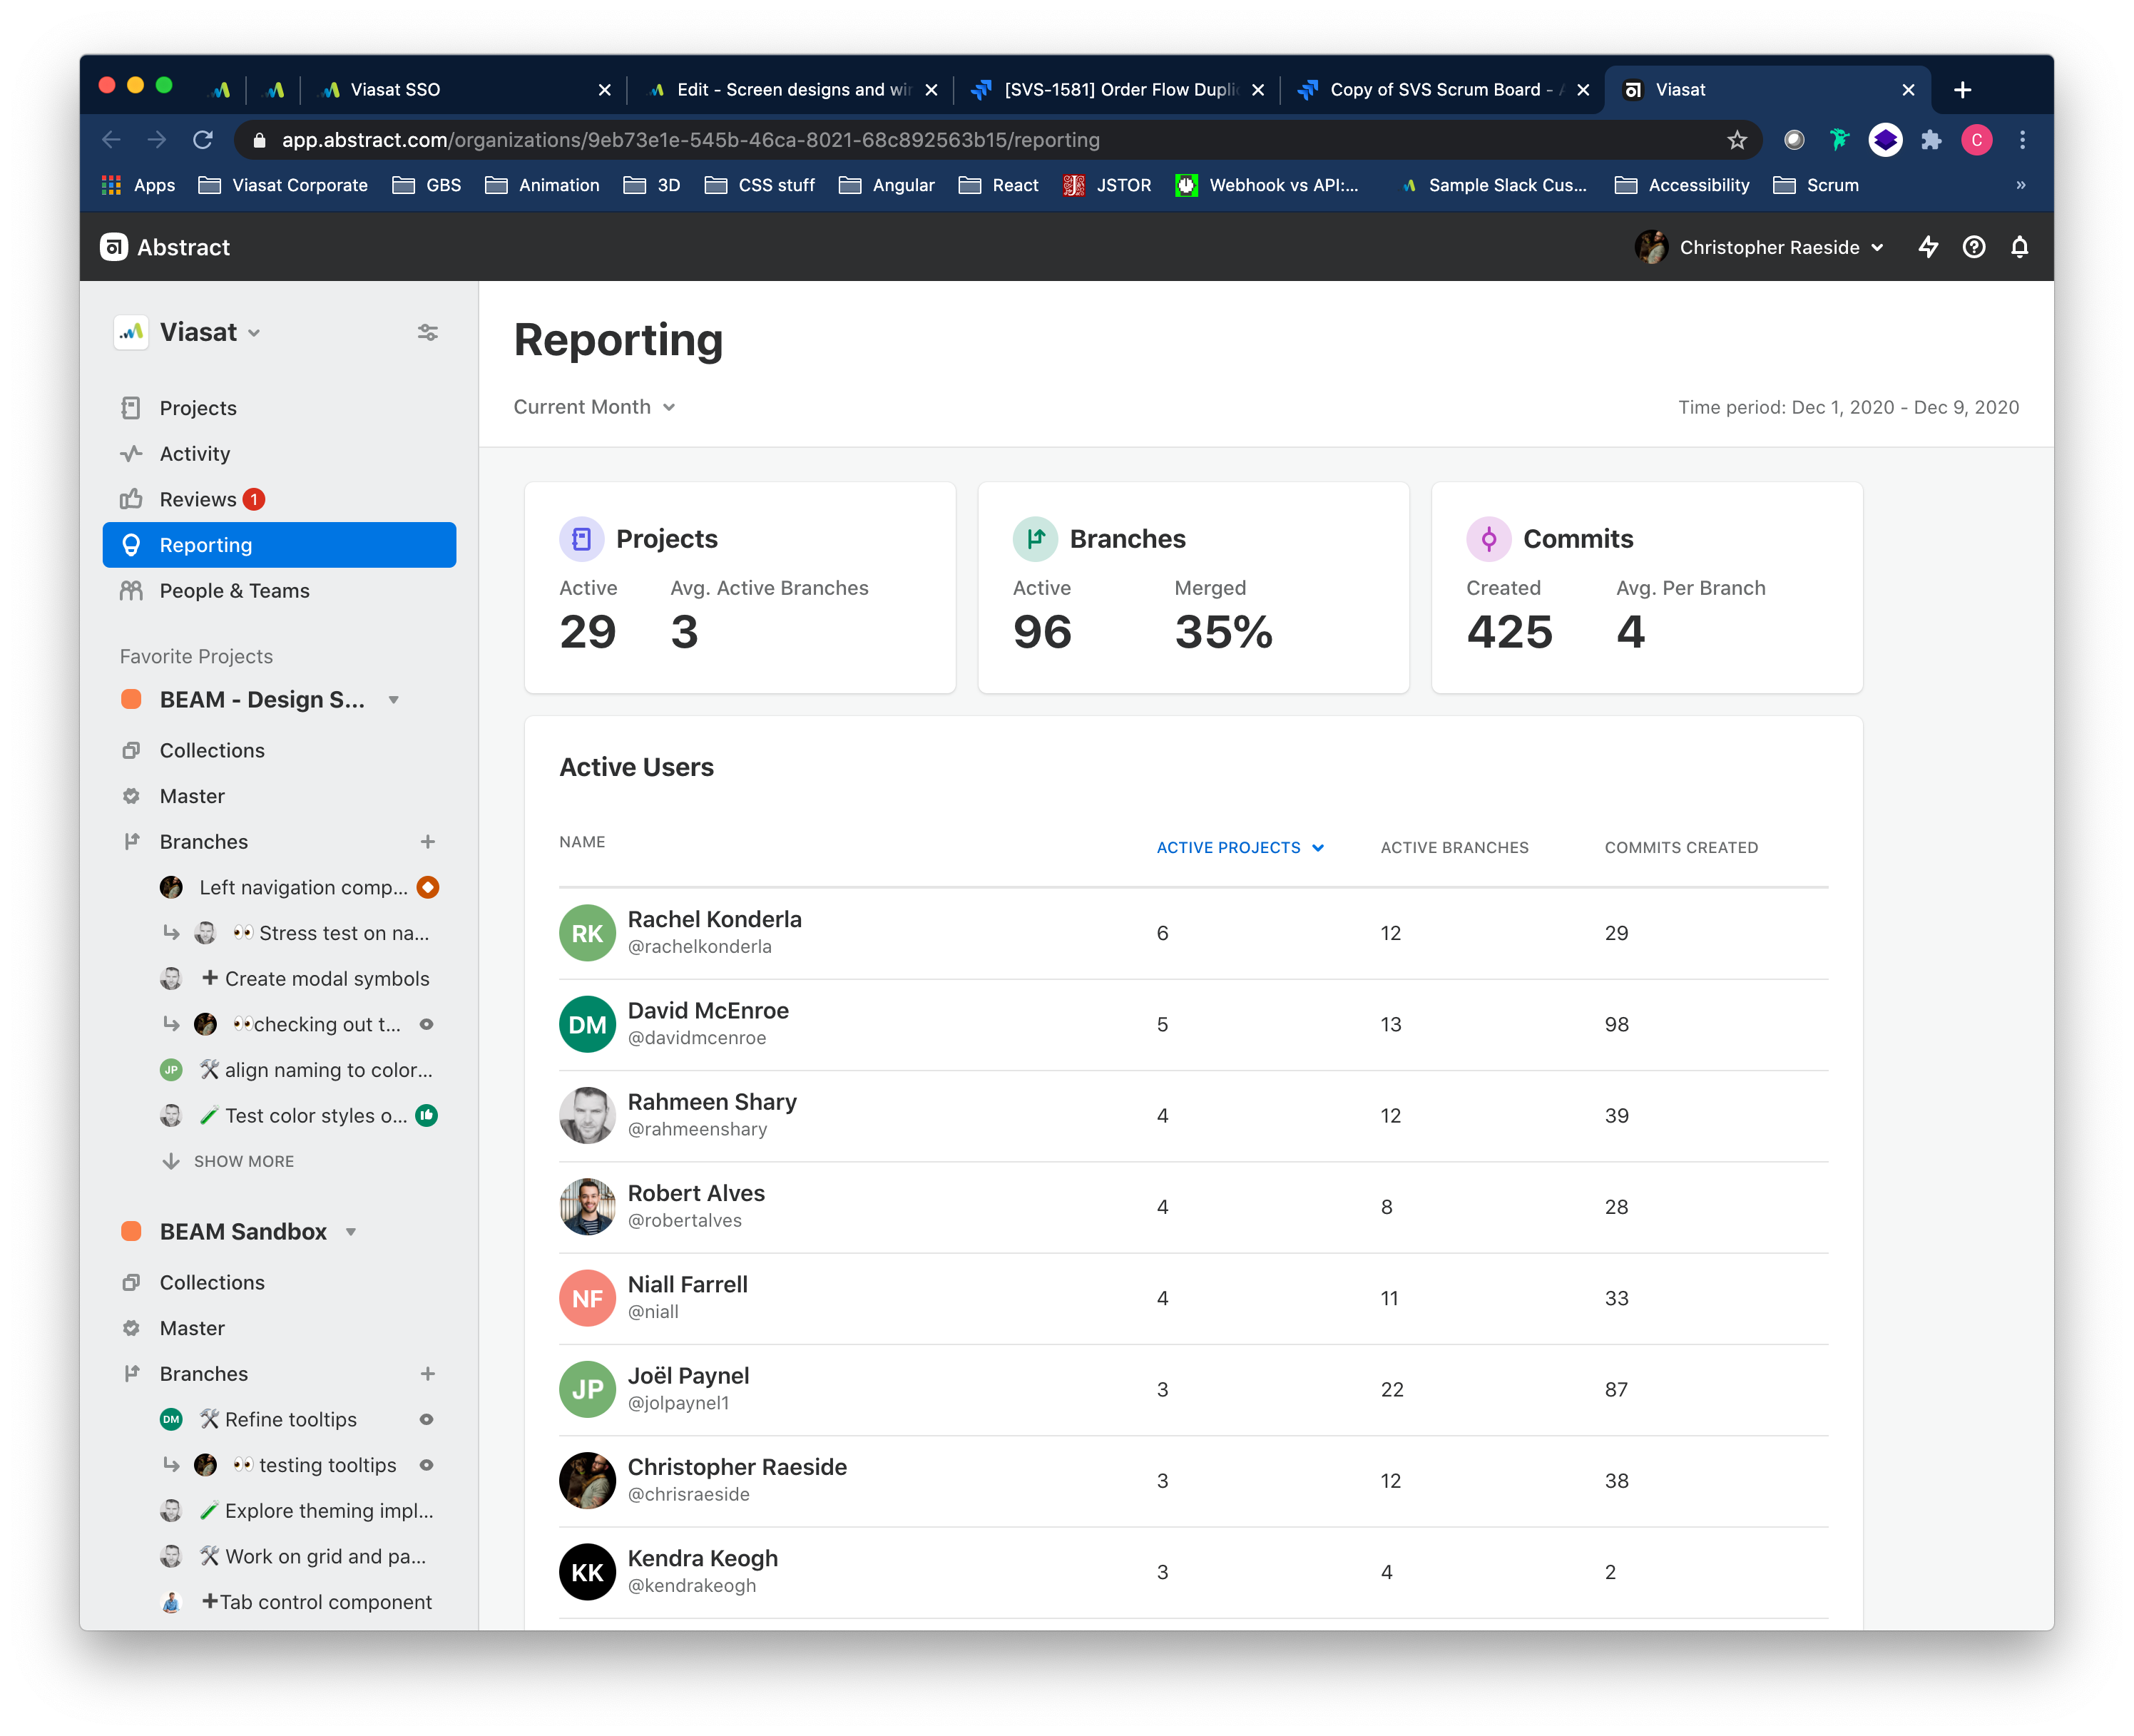 Viasat SSO
Edit - Screen designs and wir
[SVS-1581] Order Flow Duplic
Copy of SVS Scrum Board - A
Viasat
app.abstract.com/organizations/9eb73e1e-545b-46ca-8021-68c892563b15/reporting
C
Apps
Viasat Corporate
GBS
Animation
3D
CSS stuff
Angular
React
JSTOR
Webhook vs API:...
Sample Slack Cus...
Accessibility
Scrum
»
Abstract
Christopher Raeside
Viasat
Projects
Activity
Reviews 1
Reporting
People & Teams
Favorite Projects
BEAM - Design S...
Collections
Master
Branches
Left navigation comp...
👀 Stress test on na...
➕ Create modal symbols
👀checking out t...
JP 🛠 align naming to color...
🧪 Test color styles o...
SHOW MORE
BEAM Sandbox
Collections
Master
Branches
DM 🛠 Refine tooltips
👀 testing tooltips
🧪 Explore theming impl...
🛠 Work on grid and pa...
➕Tab control component
Reporting
Current Month
Time period: Dec 1, 2020 - Dec 9, 2020
Projects
Active Avg. Active Branches
29 3
Branches
Active Merged
96 35%
Commits
Created Avg. Per Branch
425 4
Active Users
NAME ACTIVE PROJECTS ACTIVE BRANCHES COMMITS CREATED
RK Rachel Konderla 6 12 29
@rachelkonderla
DM David McEnroe 5 13 98
@davidmcenroe
Rahmeen Shary 4 12 39
@rahmeenshary
Robert Alves 4 8 28
@robertalves
NF Niall Farrell 4 11 33
@niall
JP Joël Paynel 3 22 87
@jolpaynel1
Christopher Raeside 3 12 38
@chrisraeside
KK Kendra Keogh 3 4 2
@kendrakeogh